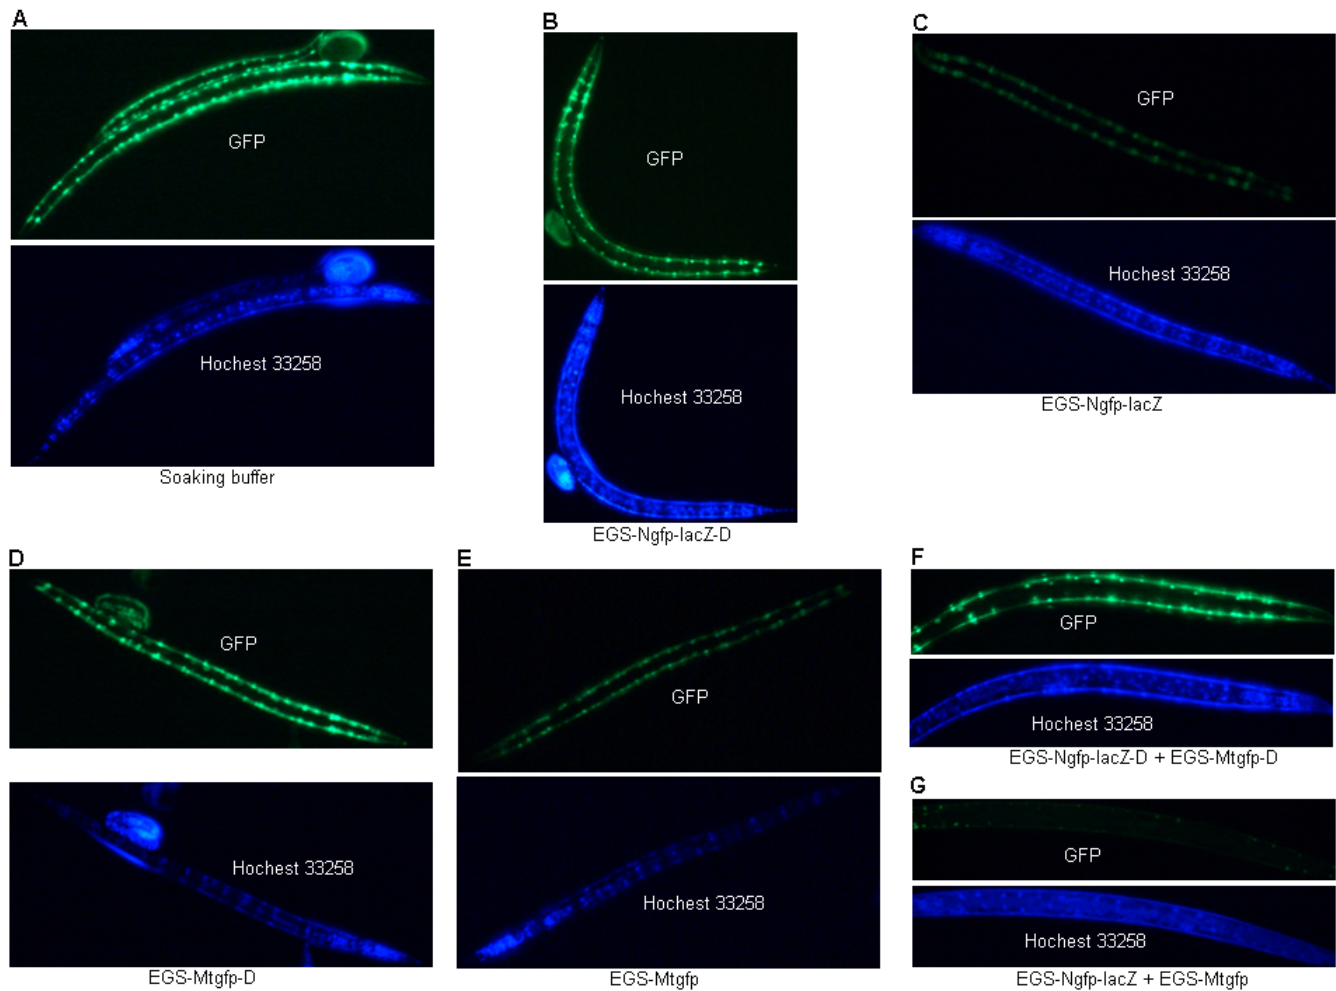 A
GFP
Hochest 33258
Soaking buffer
B
GFP
Hochest 33258
EGS-Ngfp-lacZ-D
C
GFP
Hochest 33258
EGS-Ngfp-lacZ
D
GFP
Hochest 33258
EGS-Mtgfp-D
E
GFP
Hochest 33258
EGS-Mtgfp
F
GFP
Hochest 33258
EGS-Ngfp-lacZ-D + EGS-Mtgfp-D
G
GFP
Hochest 33258
EGS-Ngfp-lacZ + EGS-Mtgfp